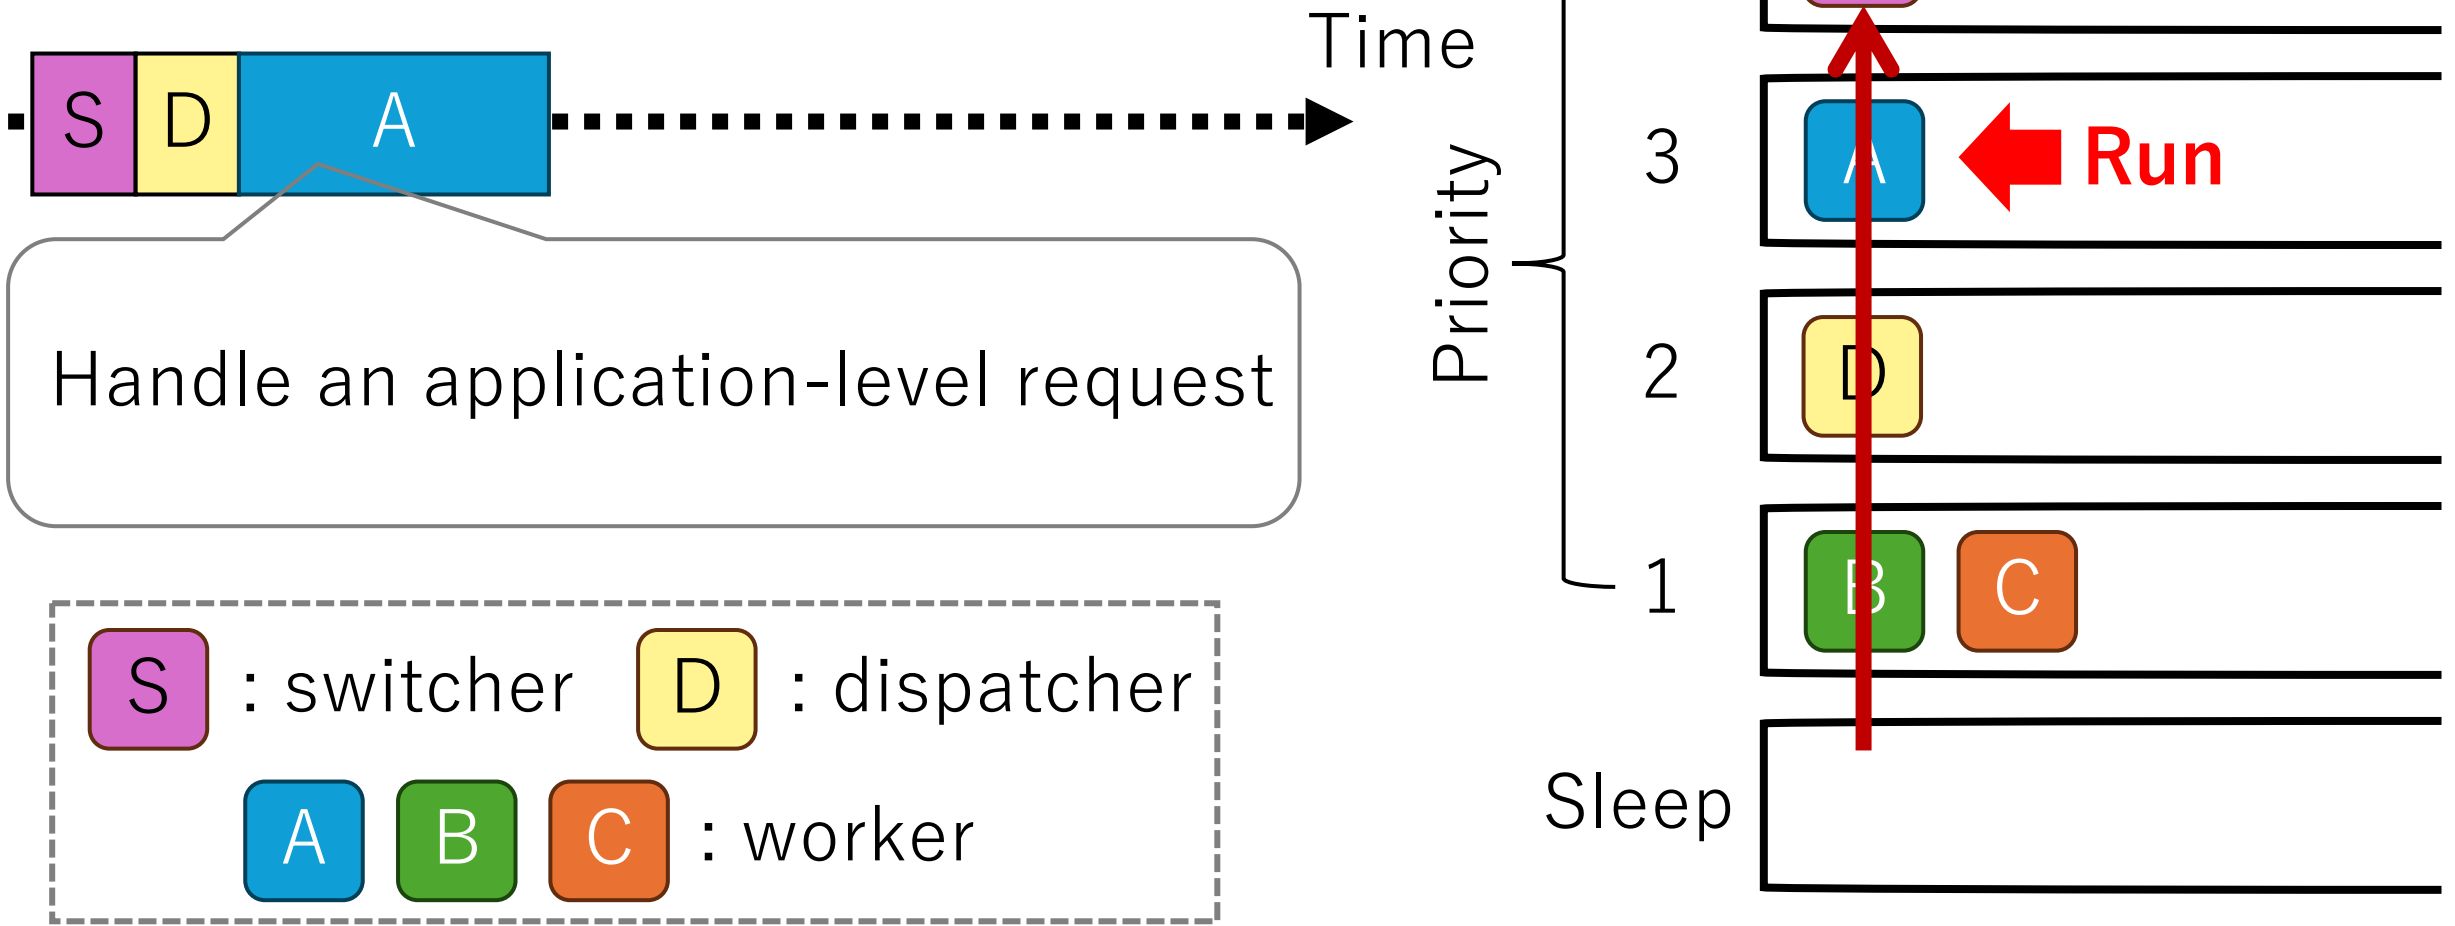 S D A
Time
Handle an application-level request
S : switcher D : dispatcher
A B C : worker
Priority
3 A Run
2 D
1 B C
Sleep